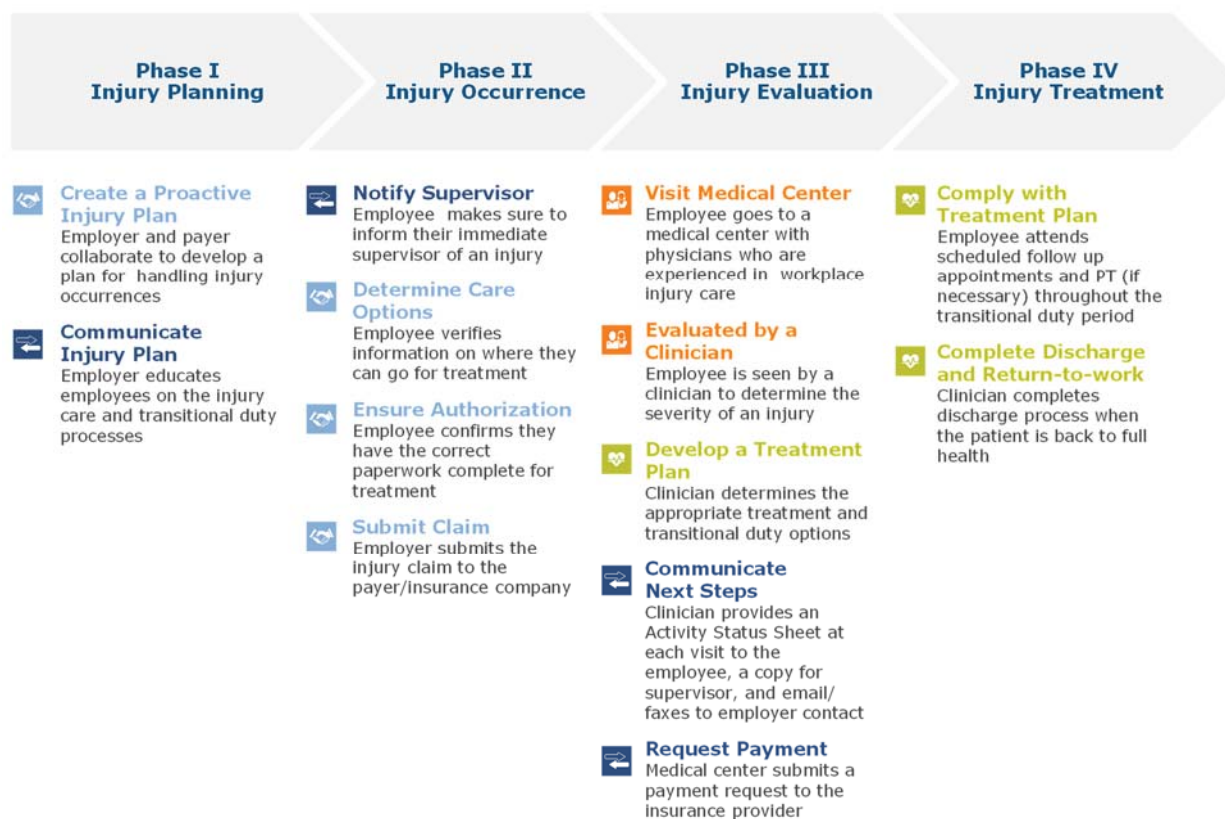 Phase I
Injury Planning
Phase II
Injury Occurrence
Phase III
Injury Evaluation
Phase IV
Injury Treatment
Create a Proactive
Injury Plan
Employer and payer
collaborate to develop a
plan for handling injury
occurrences
Communicate
Injury Plan
Employer educates
employees on the injury
care and transitional duty
processes
Notify Supervisor
Employee makes sure to
inform their immediate
supervisor of an injury
Determine Care
Options
Employee verifies
information on where they
can go for treatment
Ensure Authorization
Employee confirms they
have the correct
paperwork complete for
treatment
Submit Claim
Employer submits the
injury claim to the
payer/insurance company
Visit Medical Center
Employee goes to a
medical center with
physicians who are
experienced in workplace
injury care
Evaluated by a
Clinician
Employee is seen by a
clinician to determine the
severity of an injury
Develop a Treatment
Plan
Clinician determines the
appropriate treatment and
transitional duty options
Communicate
Next Steps
Clinician provides an
Activity Status Sheet at
each visit to the
employee, a copy for
supervisor, and email/
faxes to employer contact
Request Payment
Medical center submits a
payment request to the
insurance provider
Comply with
Treatment Plan
Employee attends
scheduled follow up
appointments and PT (if
necessary) throughout the
transitional duty period
Complete Discharge
and Return-to-work
Clinician completes
discharge process when
the patient is back to full
health